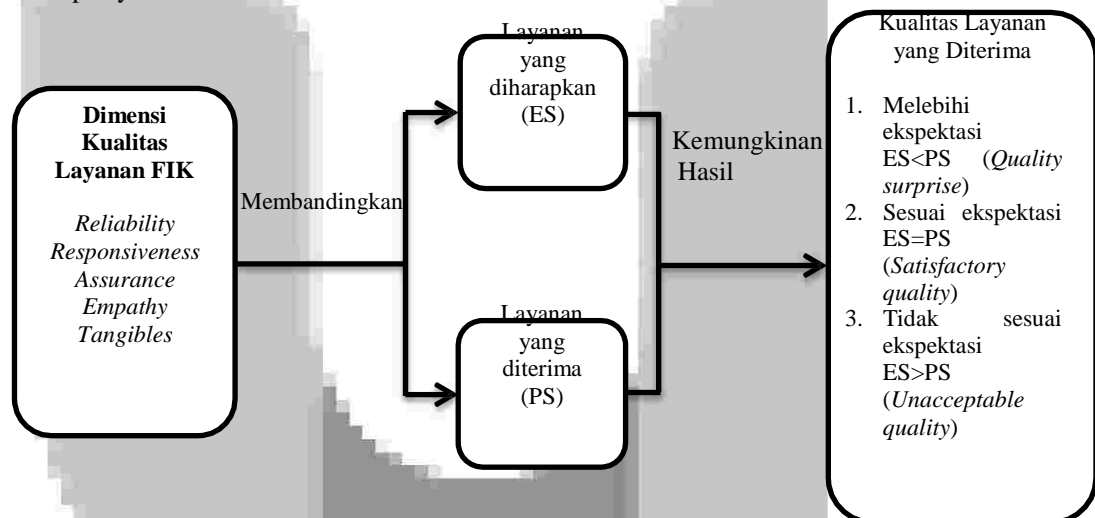 Dimensi
Kualitas
Layanan FIK
Reliability
Responsiveness
Assurance
Empathy
Tangibles
Membandingkan
Layanan
yang
diharapkan
(ES)
Layanan
yang
diterima
(PS)
Kemungkinan
Hasil
Kualitas Layanan
yang Diterima
1. Melebihi
ekspektasi
ES<PS (Quality
surprise)
2. Sesuai ekspektasi
ES=PS
(Satisfactory
quality)
3. Tidak sesuai
ekspektasi
ES>PS
(Unacceptable
quality)